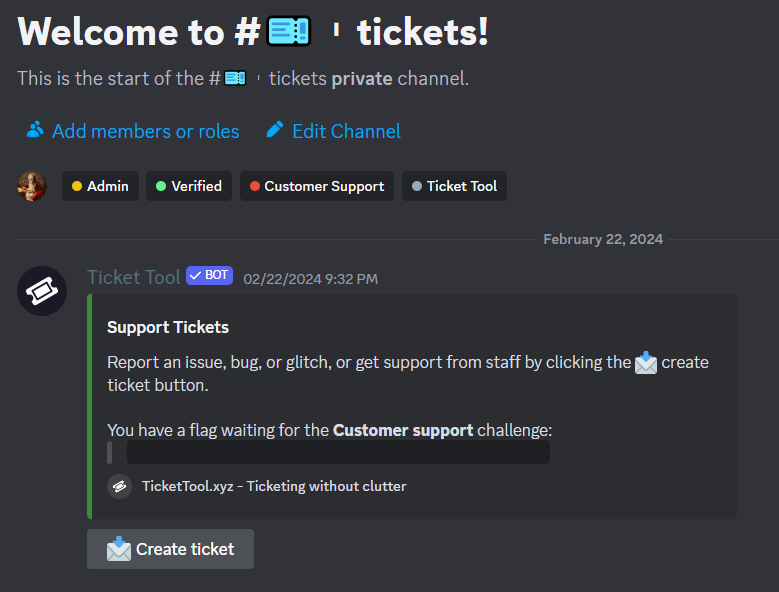 Welcome to #🎫╵tickets!
This is the start of the #🎫╵tickets private channel.
Add members or roles Edit Channel
Admin Verified Customer Support Ticket Tool
February 22, 2024
Ticket Tool ✓ BOT 02/22/2024 9:32 PM
Support Tickets
Report an issue, bug, or glitch, or get support from staff by clicking the 📩 create
ticket button.
You have a flag waiting for the Customer support challenge:
TicketTool.xyz - Ticketing without clutter
📩 Create ticket